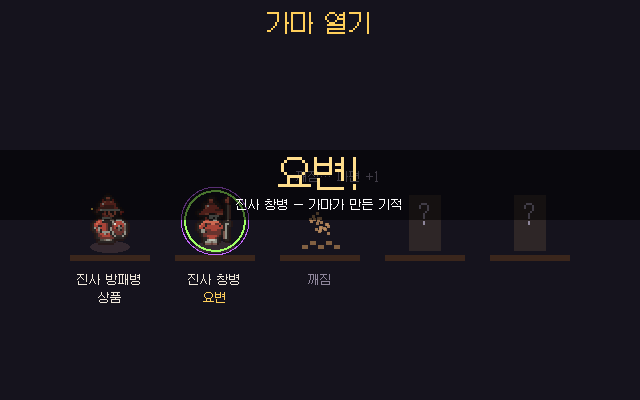 가마 열기
요변!
+1
진사 창병 – 가마가 만든 기적
?
?
진사 방패병
상품
진사 창병
요변
깨짐